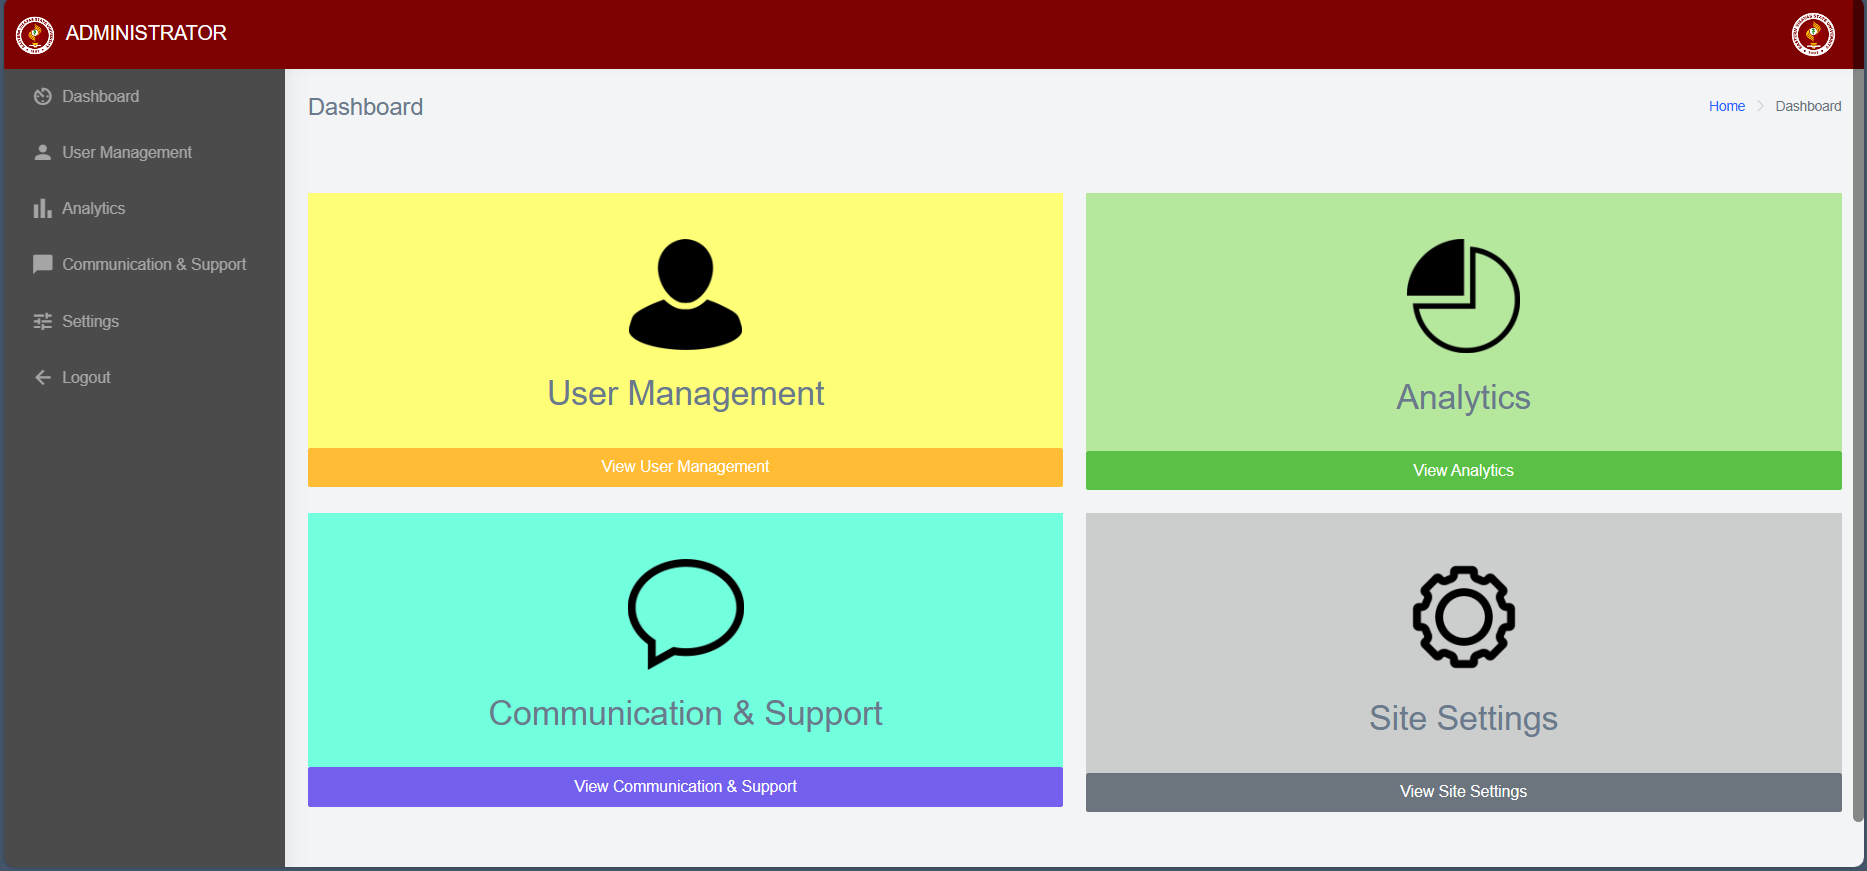 ADMINISTRATOR
Dashboard
User Management
Analytics
Communication & Support
Settings
Logout
Dashboard
Home > Dashboard
User Management
View User Management
Analytics
View Analytics
Communication & Support
View Communication & Support
Site Settings
View Site Settings